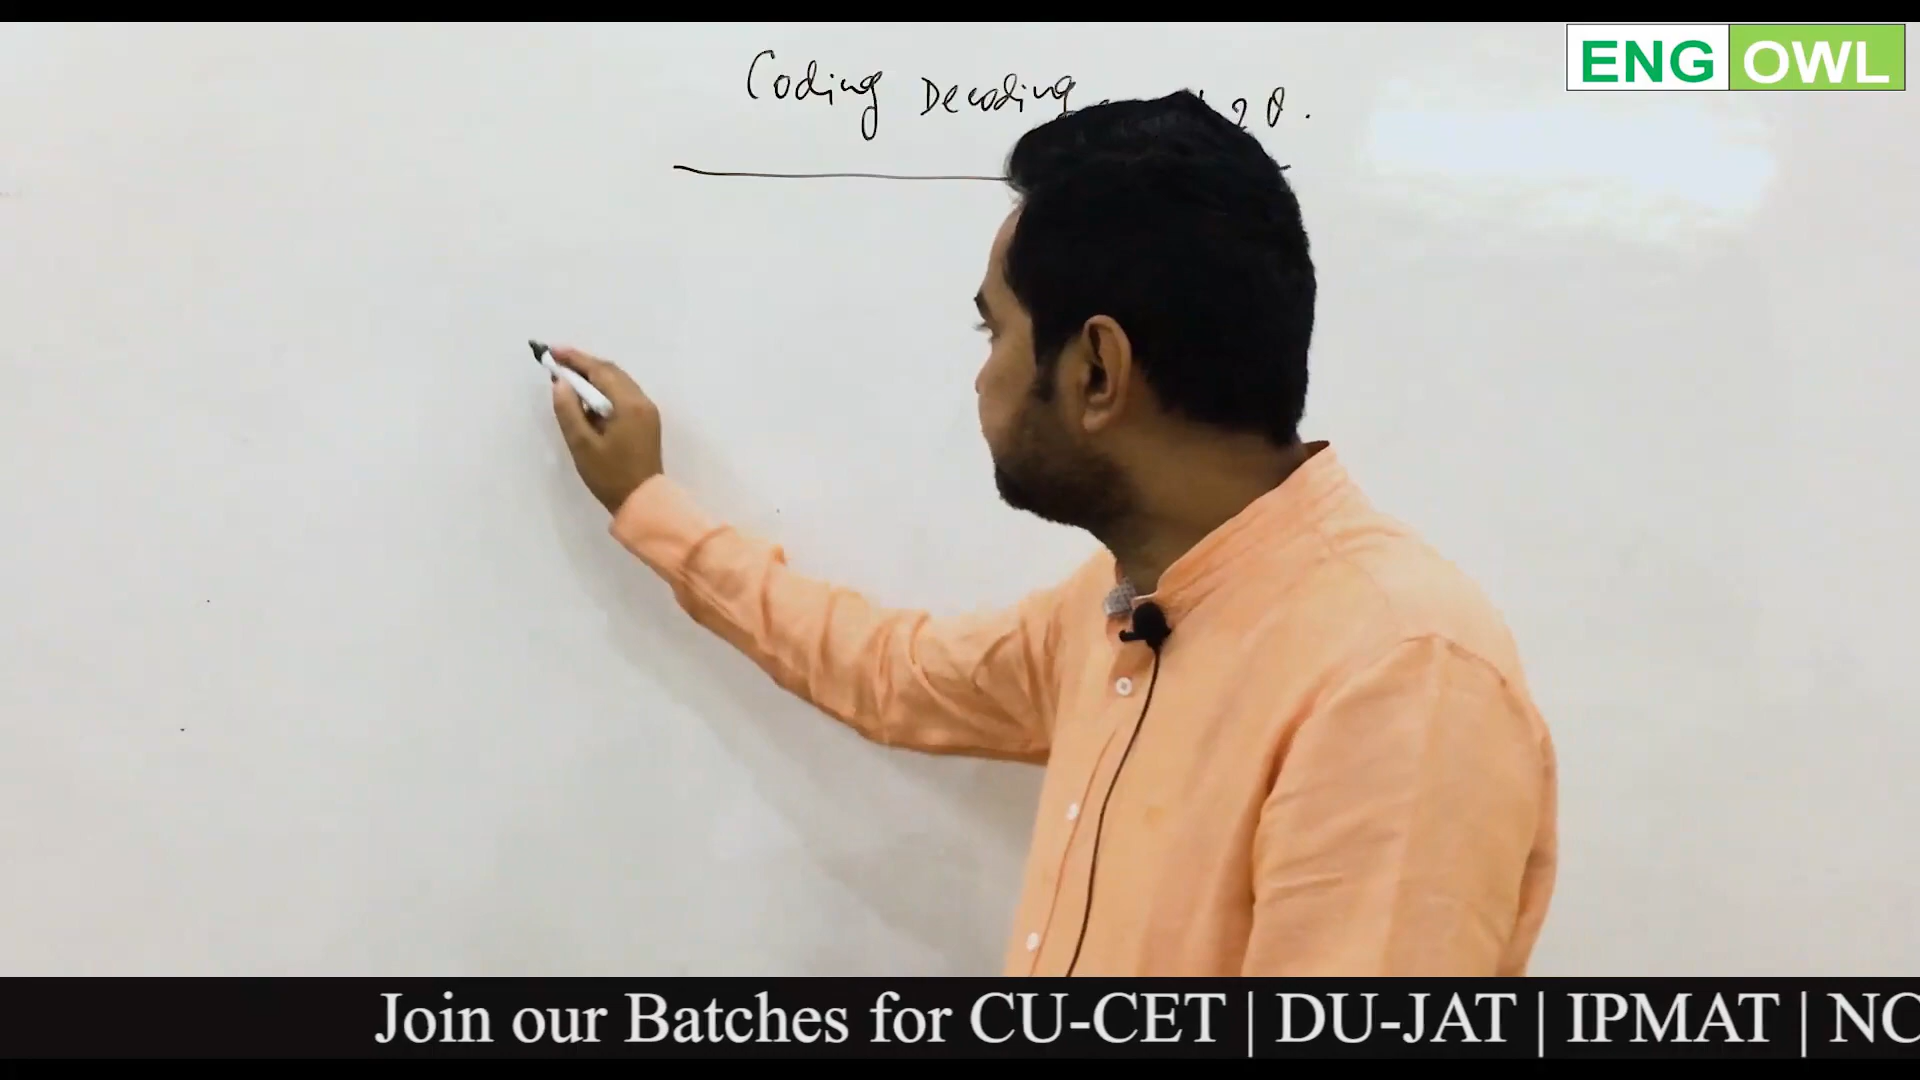 ENG OWL
Coding Decoding
Join our Batches for CU-CET | DU-JAT | IPMAT | NC